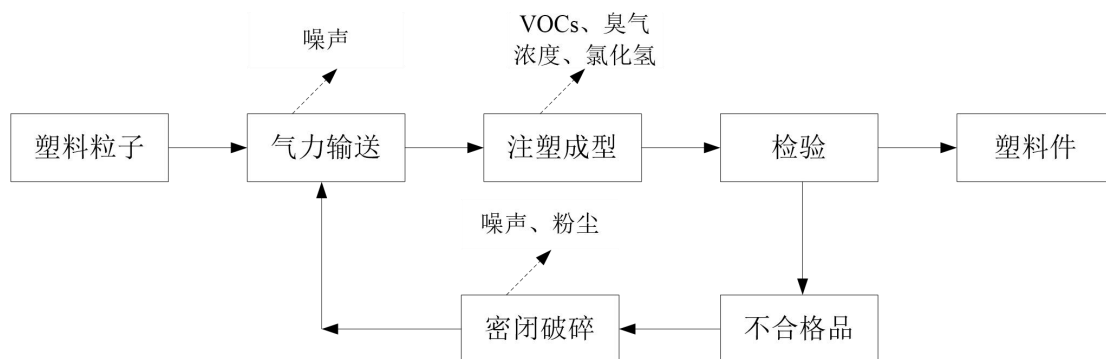 噪声
VOCs、臭气
浓度、氯化氢
塑料粒子
气力输送
注塑成型
检验
塑料件
噪声、粉尘
密闭破碎
不合格品